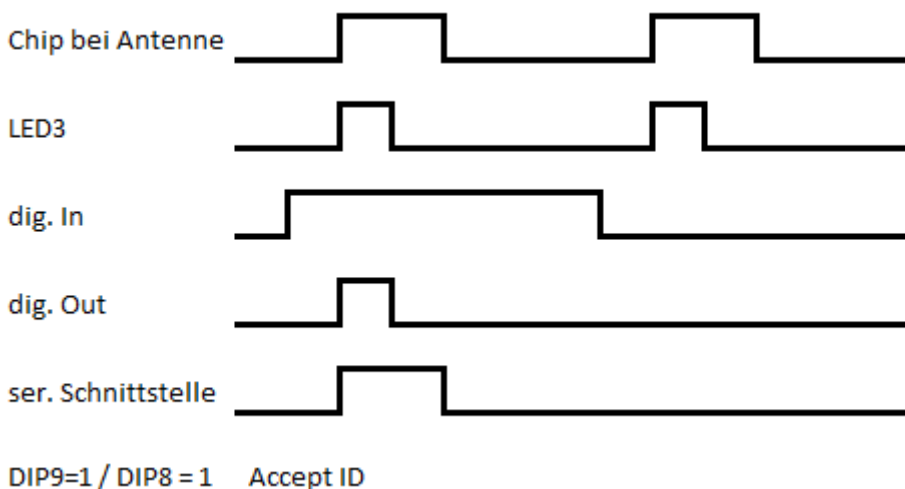 Chip bei Antenne
LED3
dig. In
dig. Out
ser. Schnittstelle
DIP9=1 / DIP8 = 1 Accept ID